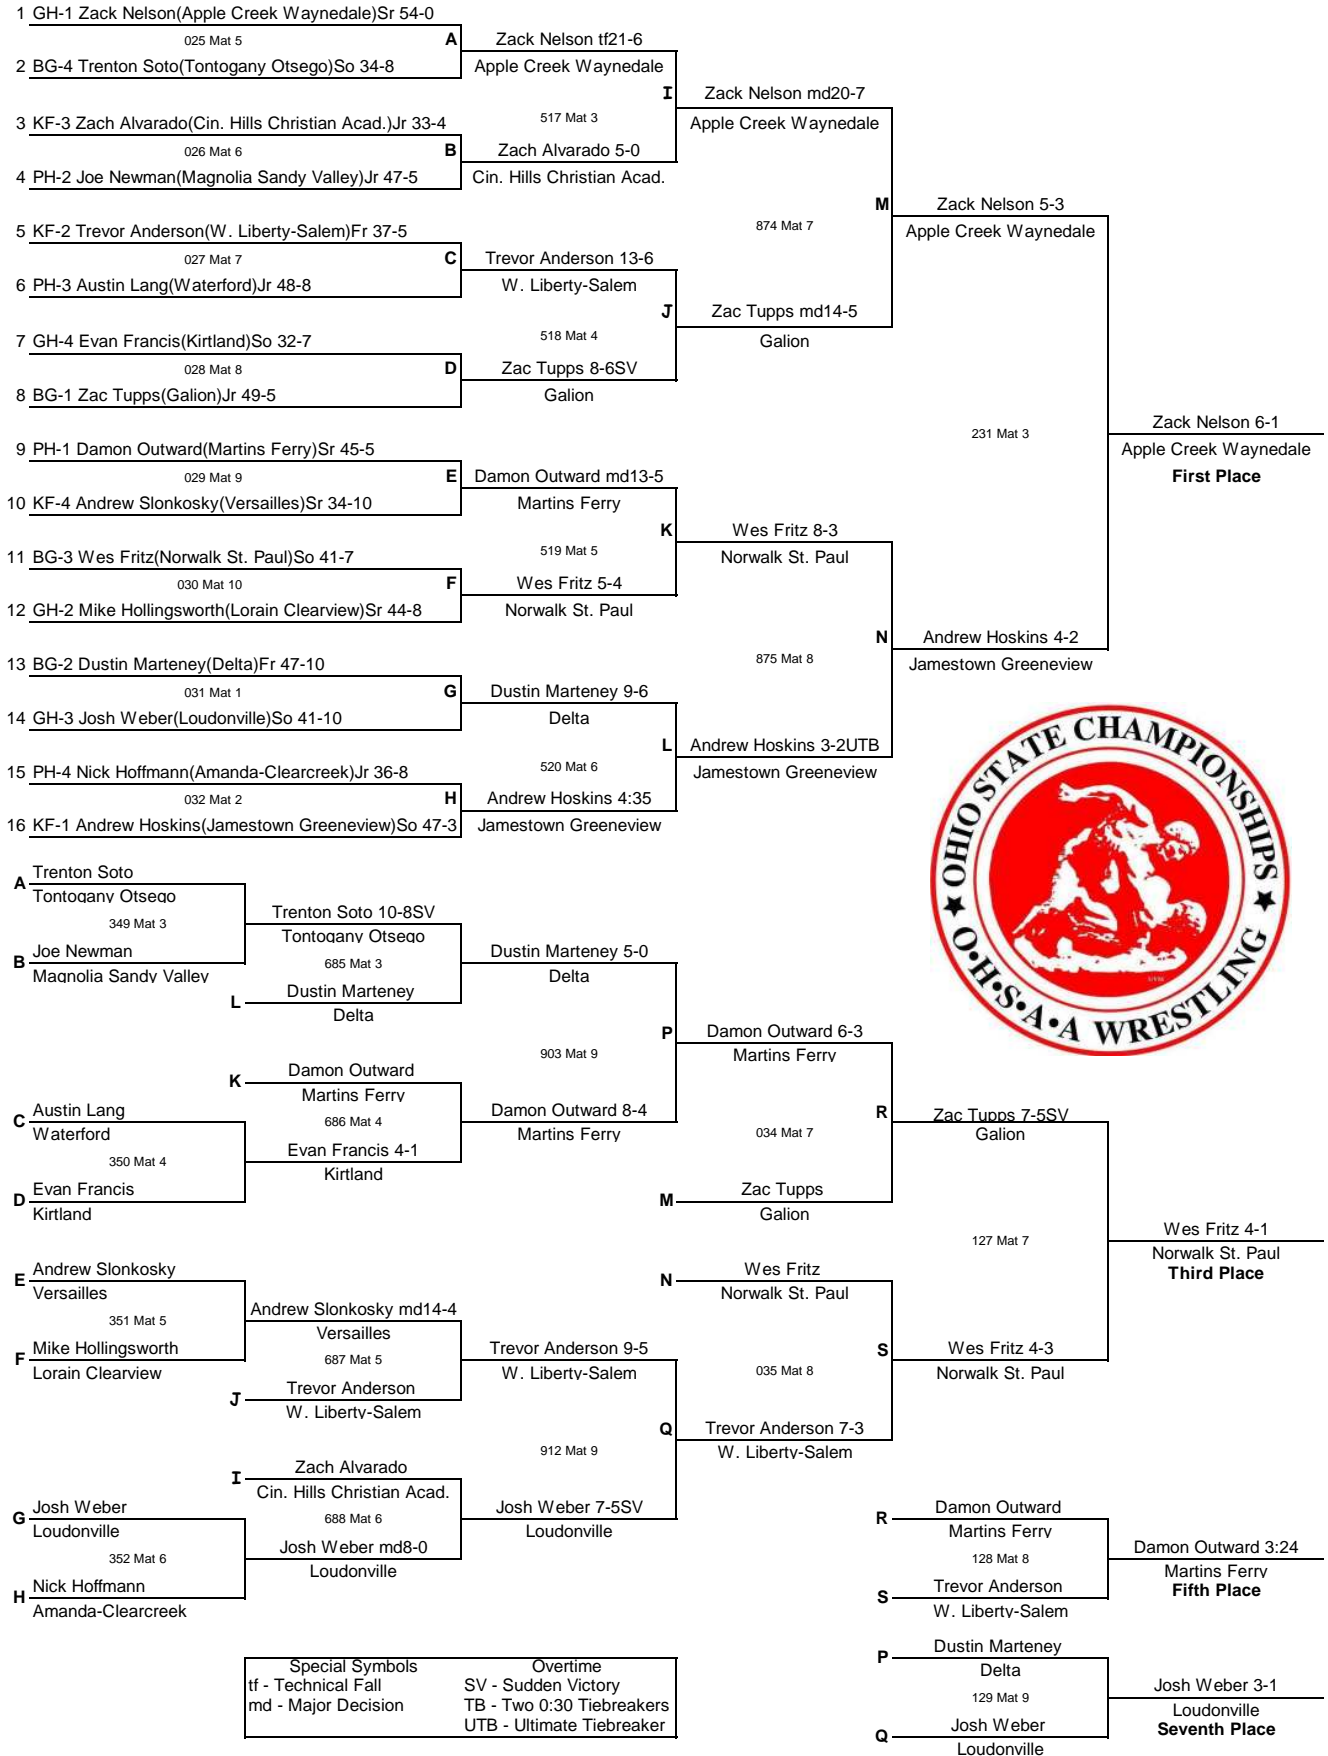 1 GH-1 Zack Nelson(Apple Creek Waynedale)Sr 54-0
025 Mat 5
A
2 BG-4 Trenton Soto(Tontogany Otsego)So 34-8
Zack Nelson tf21-6
Apple Creek Waynedale
3 KF-3 Zach Alvarado(Cin. Hills Christian Acad.)Jr 33-4
026 Mat 6
B
4 PH-2 Joe Newman(Magnolia Sandy Valley)Jr 47-5
517 Mat 3
I
Zach Alvarado 5-0
Cin. Hills Christian Acad.
Zack Nelson md20-7
Apple Creek Waynedale
5 KF-2 Trevor Anderson(W. Liberty-Salem)Fr 37-5
027 Mat 7
C
6 PH-3 Austin Lang(Waterford)Jr 48-8
Trevor Anderson 13-6
W. Liberty-Salem
7 GH-4 Evan Francis(Kirtland)So 32-7
028 Mat 8
D
8 BG-1 Zac Tupps(Galion)Jr 49-5
518 Mat 4
J
Zac Tupps 8-6SV
Galion
Zac Tupps md14-5
Galion
874 Mat 7
M
Zack Nelson 5-3
Apple Creek Waynedale
9 PH-1 Damon Outward(Martins Ferry)Sr 45-5
029 Mat 9
E
10 KF-4 Andrew Slonkosky(Versailles)Sr 34-10
Damon Outward md13-5
Martins Ferry
11 BG-3 Wes Fritz(Norwalk St. Paul)So 41-7
030 Mat 10
F
12 GH-2 Mike Hollingsworth(Lorain Clearview)Sr 44-8
519 Mat 5
K
Wes Fritz 5-4
Norwalk St. Paul
Wes Fritz 8-3
Norwalk St. Paul
13 BG-2 Dustin Marteney(Delta)Fr 47-10
031 Mat 1
G
14 GH-3 Josh Weber(Loudonville)So 41-10
Dustin Marteney 9-6
Delta
15 PH-4 Nick Hoffmann(Amanda-Clearcreek)Jr 36-8
032 Mat 2
H
16 KF-1 Andrew Hoskins(Jamestown Greeneview)So 47-3
520 Mat 6
L
Andrew Hoskins 4:35
Jamestown Greeneview
Andrew Hoskins 3-2UTB
Jamestown Greeneview
875 Mat 8
N
Andrew Hoskins 4-2
Jamestown Greeneview
231 Mat 3
Zack Nelson 6-1
Apple Creek Waynedale
First Place
OHIO STATE CHAMPIONSHIPS
O•H•S•A•A WRESTLING
A Trenton Soto
Tontogany Otsego
349 Mat 3
B Joe Newman
Magnolia Sandy Valley
Trenton Soto 10-8SV
Tontogany Otsego
685 Mat 3
L Dustin Marteney
Delta
Dustin Marteney 5-0
Delta
K Damon Outward
Martins Ferry
C Austin Lang
Waterford
350 Mat 4
D Evan Francis
Kirtland
686 Mat 4
Evan Francis 4-1
Kirtland
Damon Outward 8-4
Martins Ferry
903 Mat 9
P
Damon Outward 6-3
Martins Ferry
034 Mat 7
R
M Zac Tupps
Galion
Zac Tupps 7-5SV
Galion
E Andrew Slonkosky
Versailles
351 Mat 5
F Mike Hollingsworth
Lorain Clearview
Andrew Slonkosky md14-4
Versailles
687 Mat 5
J Trevor Anderson
W. Liberty-Salem
Trevor Anderson 9-5
W. Liberty-Salem
I Zach Alvarado
Cin. Hills Christian Acad.
G Josh Weber
Loudonville
352 Mat 6
H Nick Hoffmann
Amanda-Clearcreek
688 Mat 6
Josh Weber md8-0
Loudonville
Josh Weber 7-5SV
Loudonville
912 Mat 9
Q
Trevor Anderson 7-3
W. Liberty-Salem
N Wes Fritz
Norwalk St. Paul
035 Mat 8
S
Wes Fritz 4-3
Norwalk St. Paul
127 Mat 7
Wes Fritz 4-1
Norwalk St. Paul
Third Place
R Damon Outward
Martins Ferry
128 Mat 8
S Trevor Anderson
W. Liberty-Salem
Damon Outward 3:24
Martins Ferry
Fifth Place
P Dustin Marteney
Delta
129 Mat 9
Q Josh Weber
Loudonville
Josh Weber 3-1
Loudonville
Seventh Place
Special Symbols
tf - Technical Fall
md - Major Decision
Overtime
SV - Sudden Victory
TB - Two 0:30 Tiebreakers
UTB - Ultimate Tiebreaker